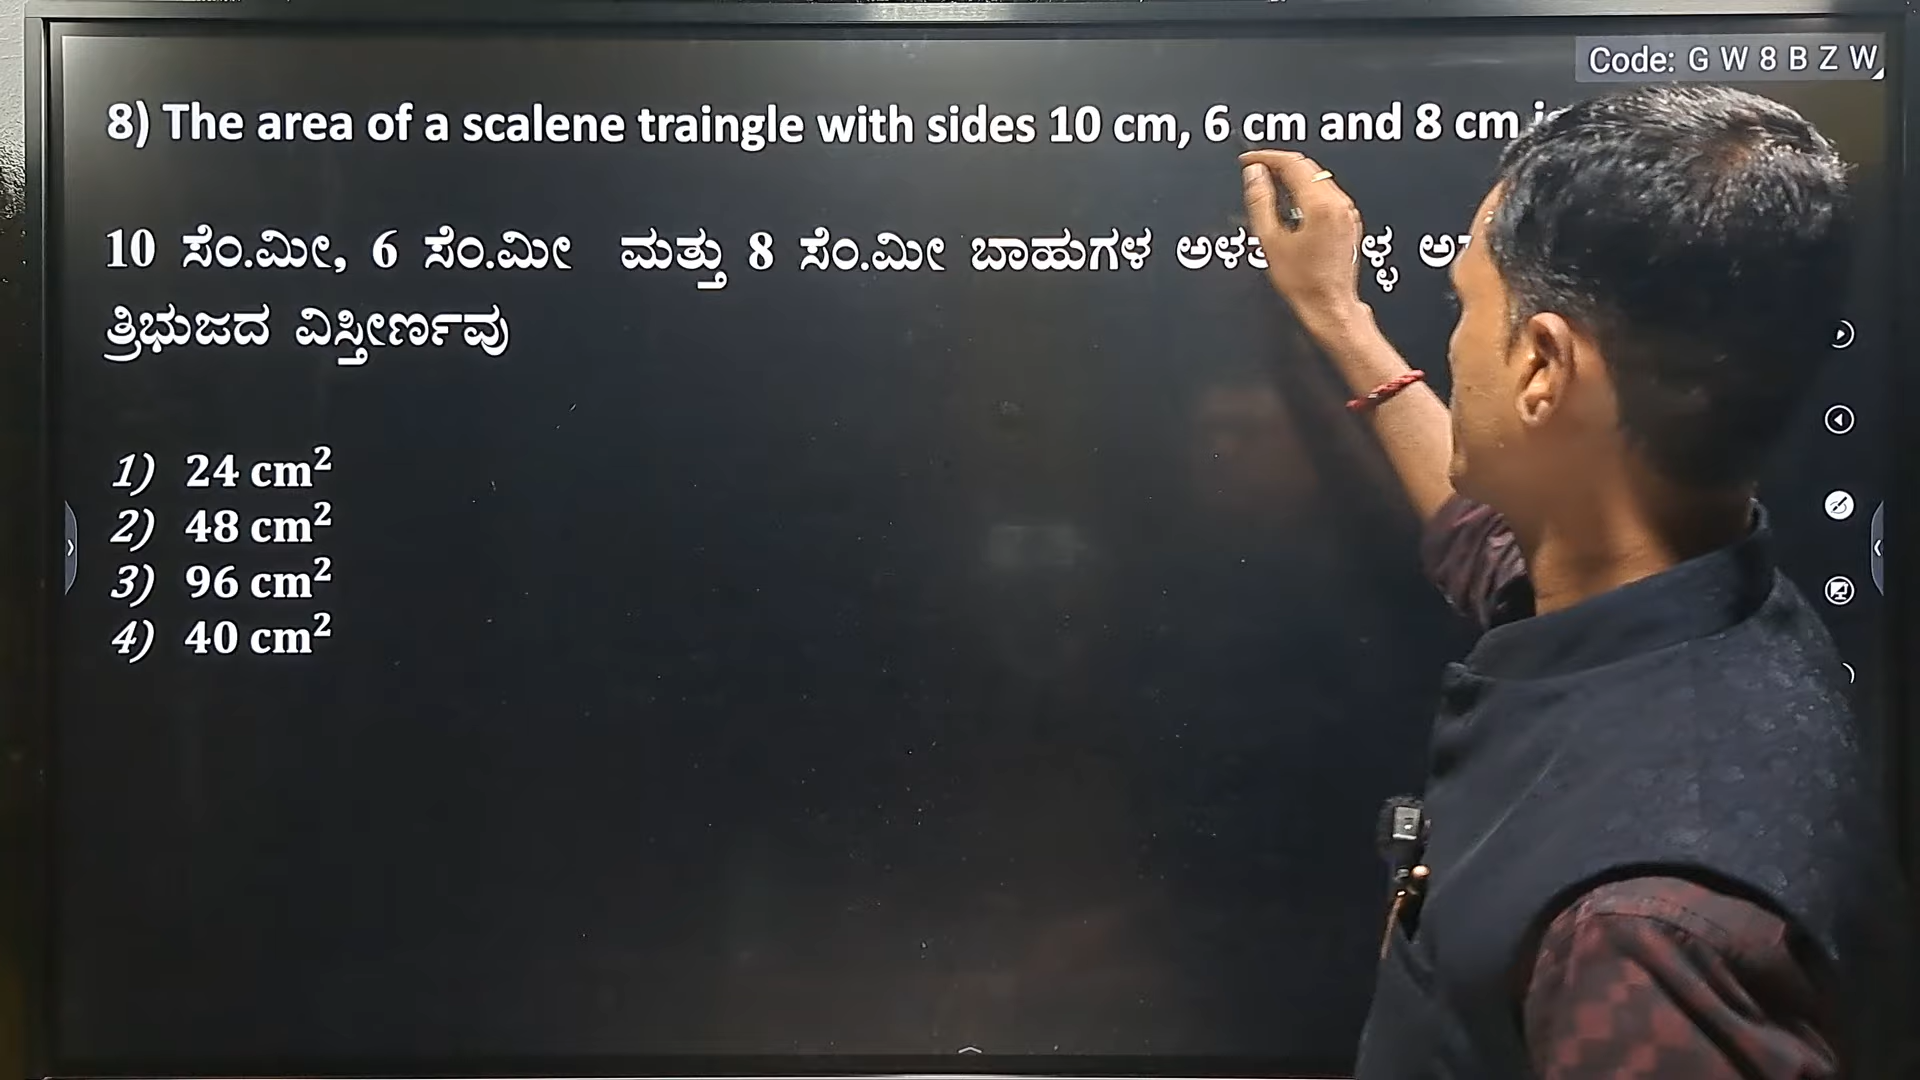 Code: G W 8 B Z W
8) The area of a scalene traingle with sides 10 cm, 6 cm and 8 cm
10 ಸೆಂ.ಮೀ, 6 ಸೆಂ.ಮೀ ಮತ್ತು 8 ಸೆಂ.ಮೀ ಬಾಹುಗಳ
ತ್ರಿಭುಜದ ವಿಸ್ತೀರ್ಣವು
1) 24 cm²
2) 48 cm²
3) 96 cm²
4) 40 cm²